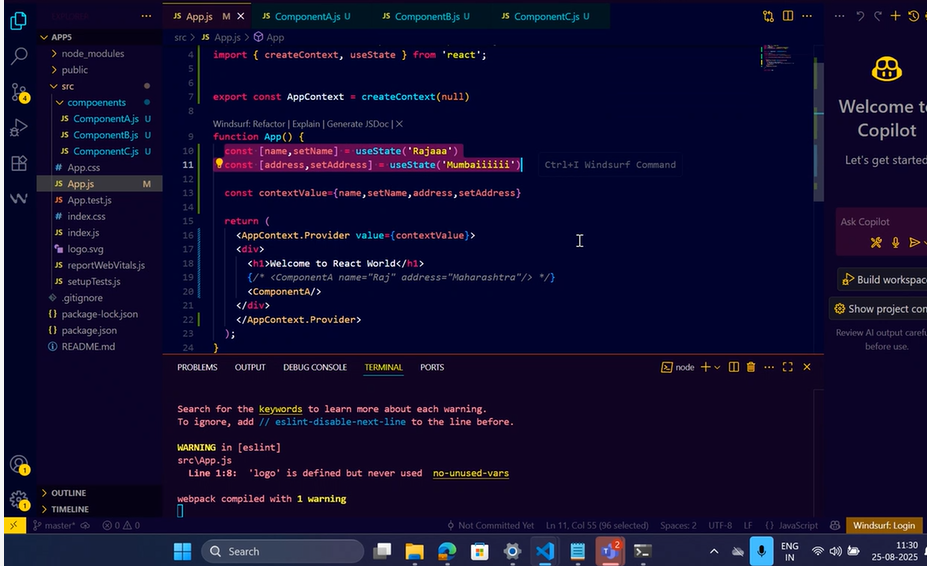 App.js M
ComponentA.js U
ComponentB.js U
ComponentC.js U
APP5
node_modules
public
src
compoenents
ComponentA.js U
ComponentB.js U
ComponentC.js U
# App.css
JS App.js M
JS App.test.js
# index.css
JS index.js
logo.svg
JS reportWebVitals.js
JS setupTests.js
.gitignore
{} package-lock.json
{} package.json
README.md
OUTLINE
TIMELINE
src > JS App.js > App
4 import { createContext, useState } from 'react';
5
6
7 export const AppContext = createContext(null)
8
Windsurf: Refactor | Explain | Generate JSDoc | X
9 function App() {
10 const [name,setName] = useState('Rajaaa')
11 const [address,setAddress] = useState('Mumbaiiiiii')
Ctrl+I Windsurf Command
12
13 const contextValue={name,setName,address,setAddress}
14
15 return (
16 <AppContext.Provider value={contextValue}>
17 <div>
18 <h1>Welcome to React World</h1>
19 {/* <ComponentA name="Raj" address="Maharashtra"/> */}
20 <ComponentA/>
21 </div>
22 </AppContext.Provider>
23 );
24 }
PROBLEMS OUTPUT DEBUG CONSOLE TERMINAL PORTS
node
Search for the keywords to learn more about each warning.
To ignore, add // eslint-disable-next-line to the line before.
WARNING in [eslint]
src\App.js
Line 1:8: 'logo' is defined but never used no-unused-vars
webpack compiled with 1 warning
Welcome to
Copilot
Let's get started
Ask Copilot
Build workspace
Show project con
Review AI output carefu
before use.
master*
0 0
Not Committed Yet
Ln 11, Col 55 (96 selected)
Spaces: 2
UTF-8
LF
{} JavaScript
Windsurf: Login
Search
ENG
IN
11:30
25-08-2025